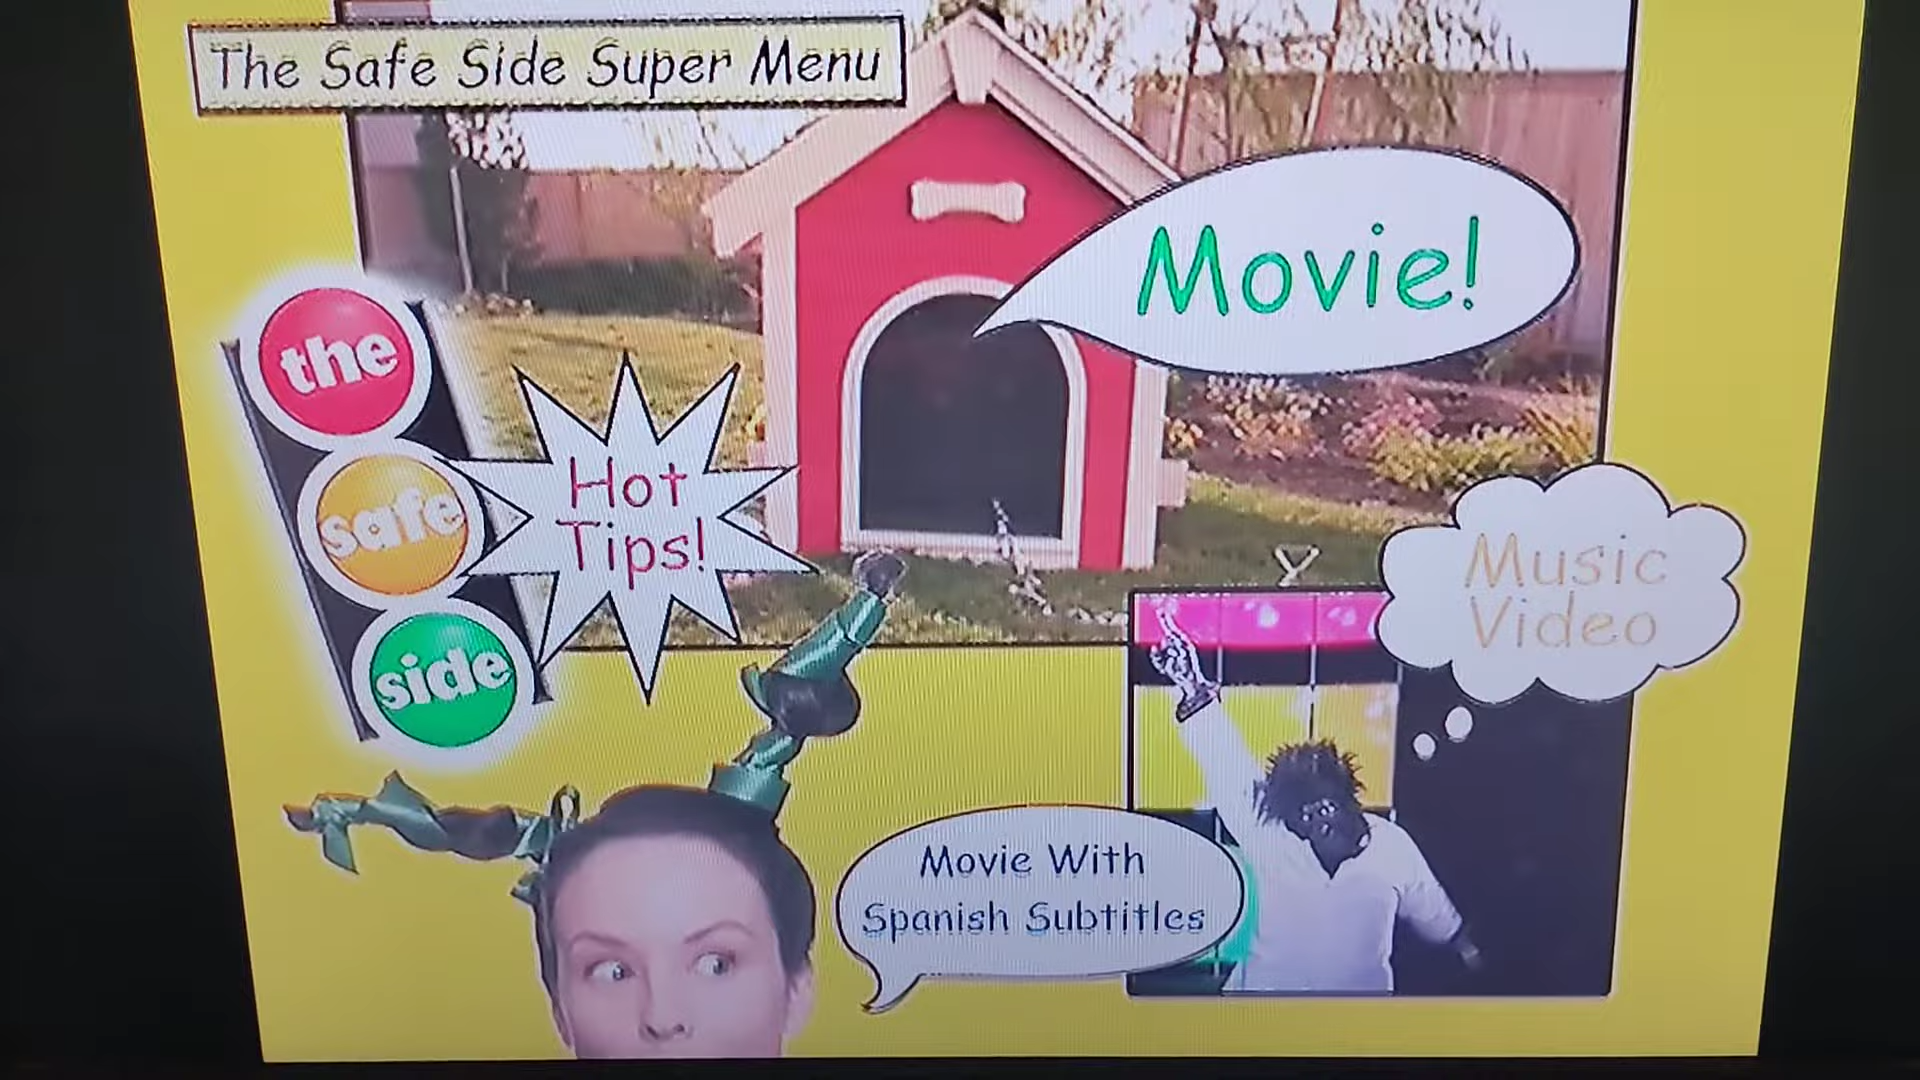 The Safe Side Super Menu
Movie!
the
safe
side
Hot
Tips!
Music
Video
Movie With
Spanish Subtitles